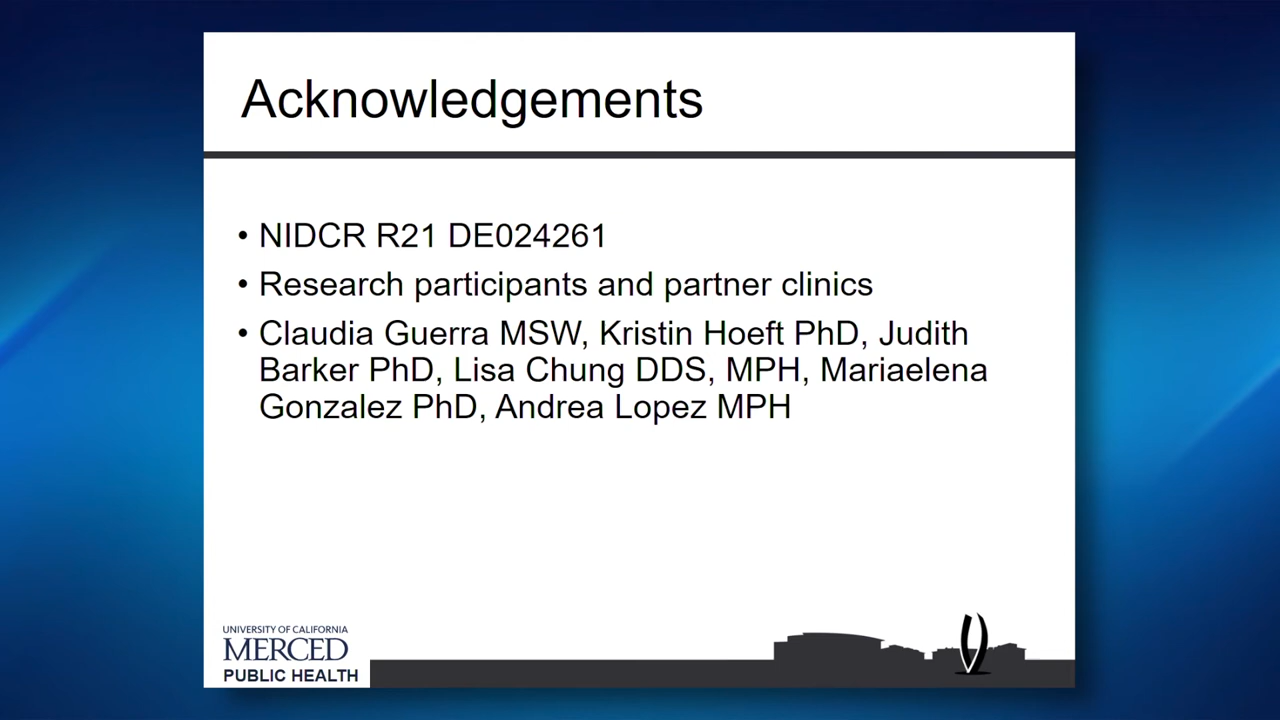 Acknowledgements
• NIDCR R21 DE024261
• Research participants and partner clinics
• Claudia Guerra MSW, Kristin Hoeft PhD, Judith
Barker PhD, Lisa Chung DDS, MPH, Mariaelena
Gonzalez PhD, Andrea Lopez MPH
UNIVERSITY OF CALIFORNIA
MERCED
PUBLIC HEALTH